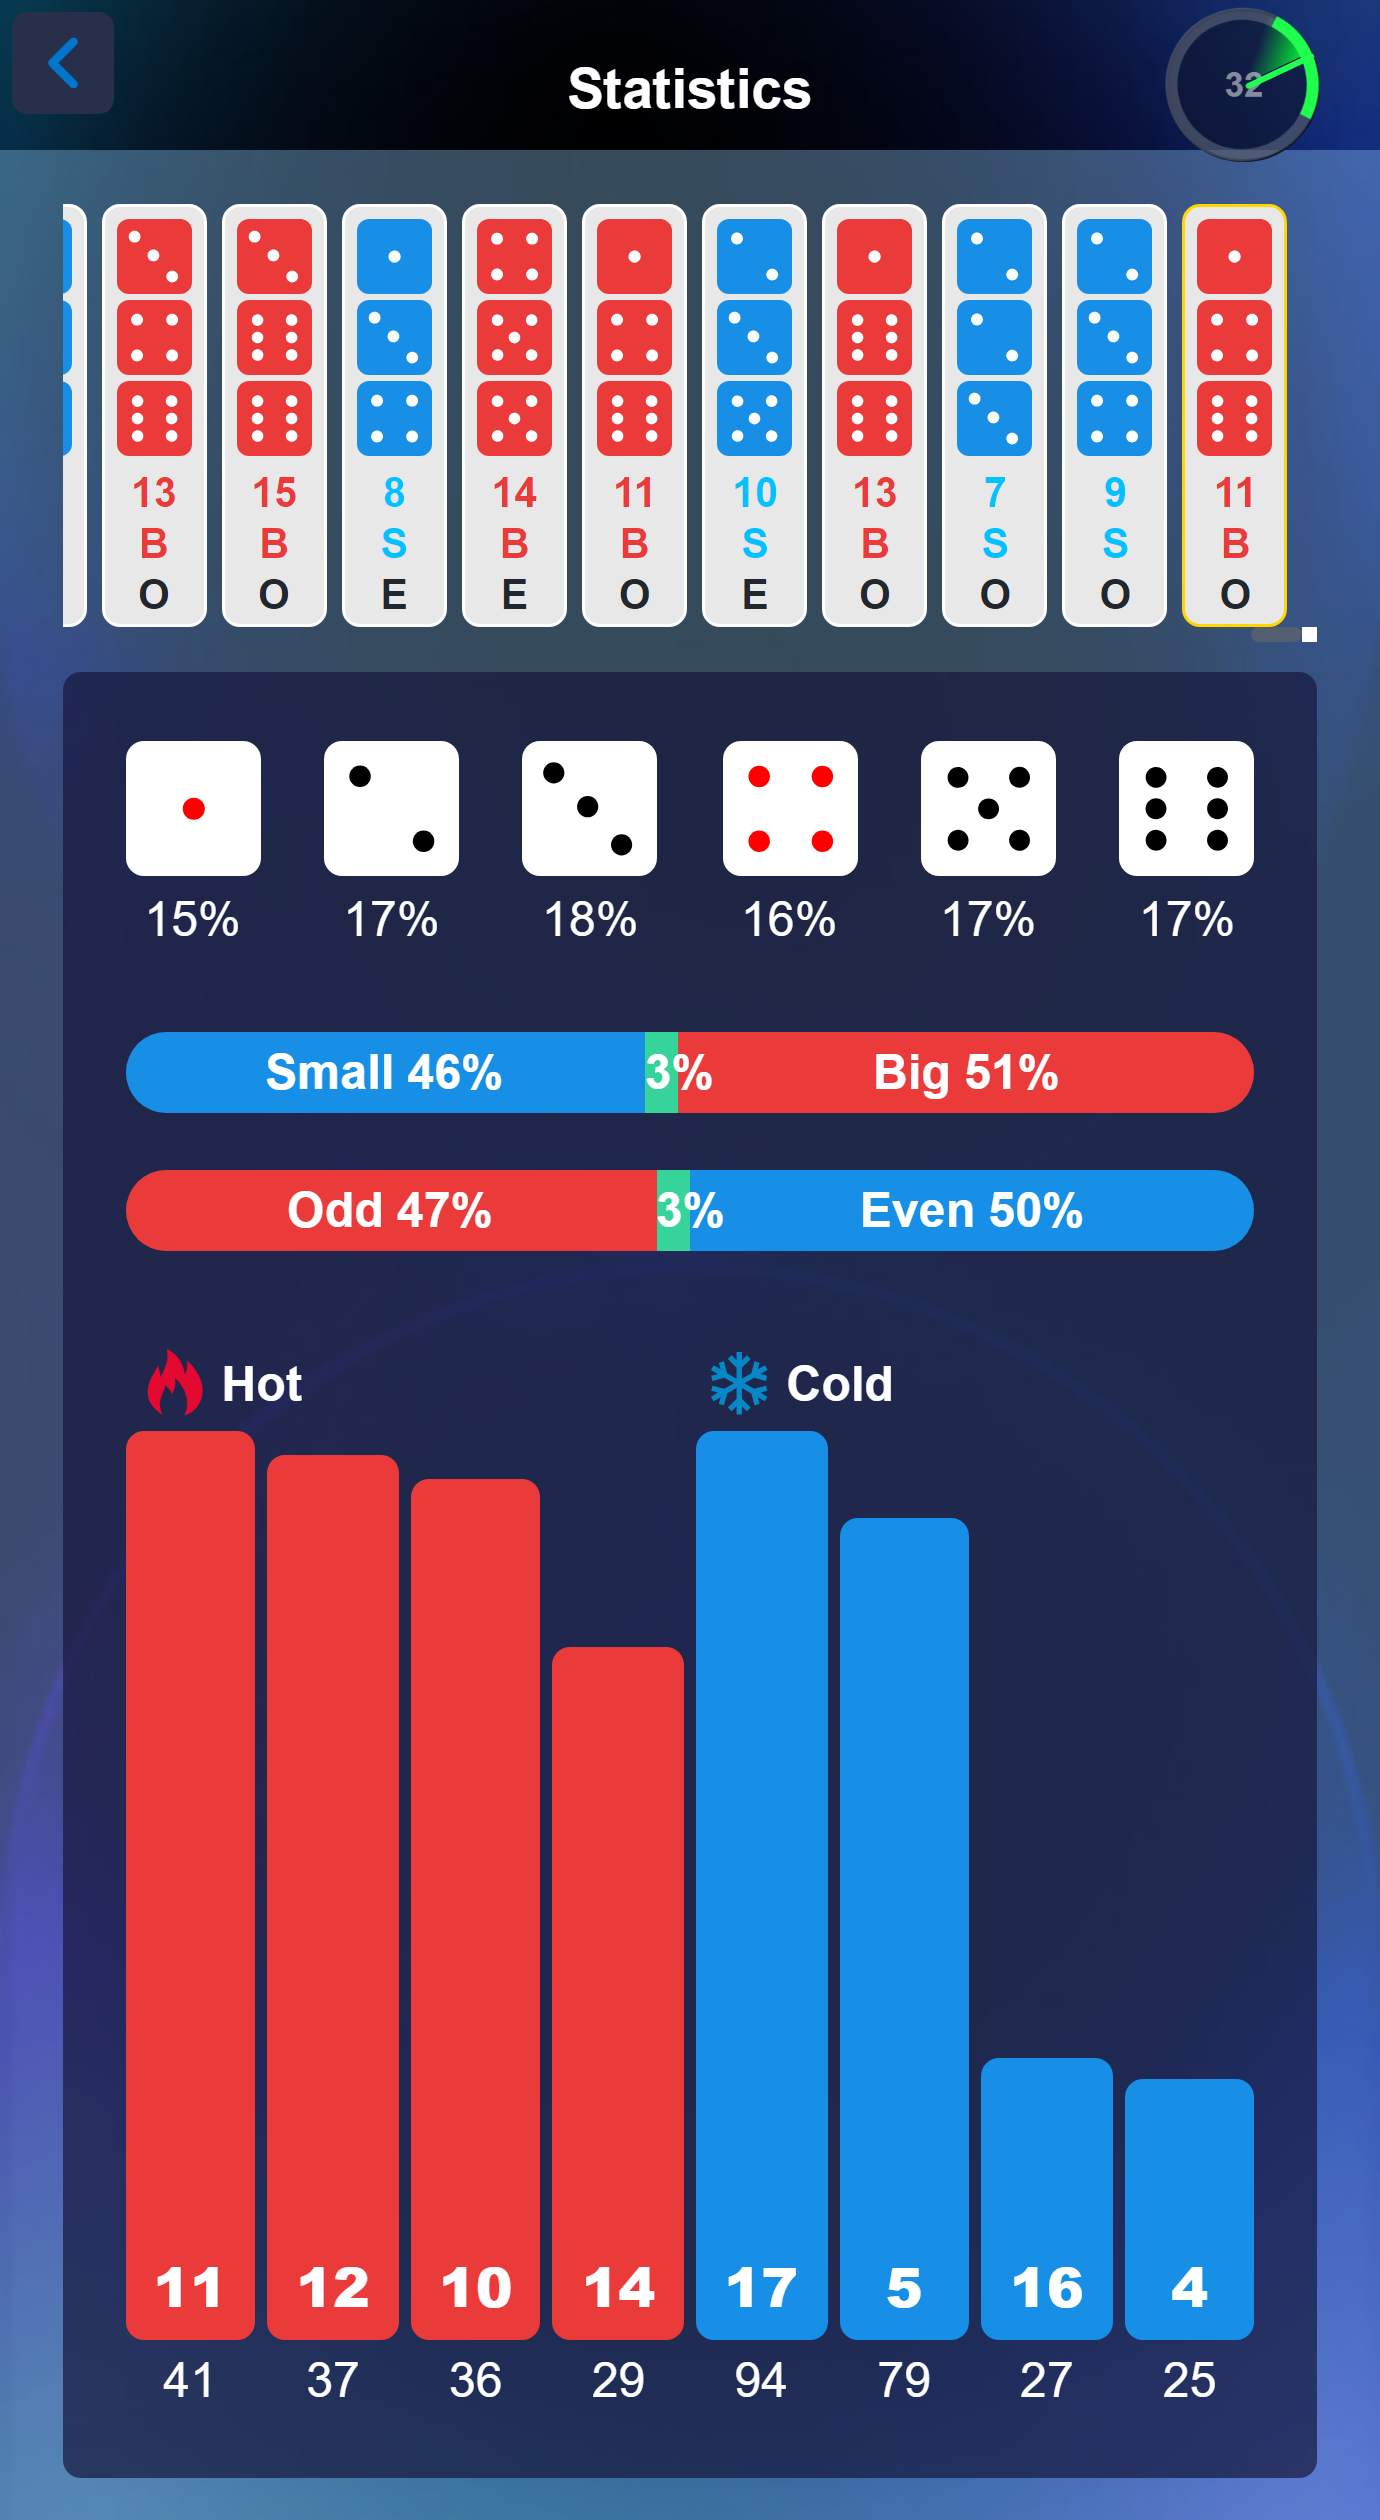 Statistics
32
13 15 8 14 11 10 13 7 9 11
B B S B B S B S S B
O O E E O E O O O O
15% 17% 18% 16% 17% 17%
Small 46% 3% Big 51%
Odd 47% 3% Even 50%
Hot Cold
11 12 10 14 17 5 16 4
41 37 36 29 94 79 27 25